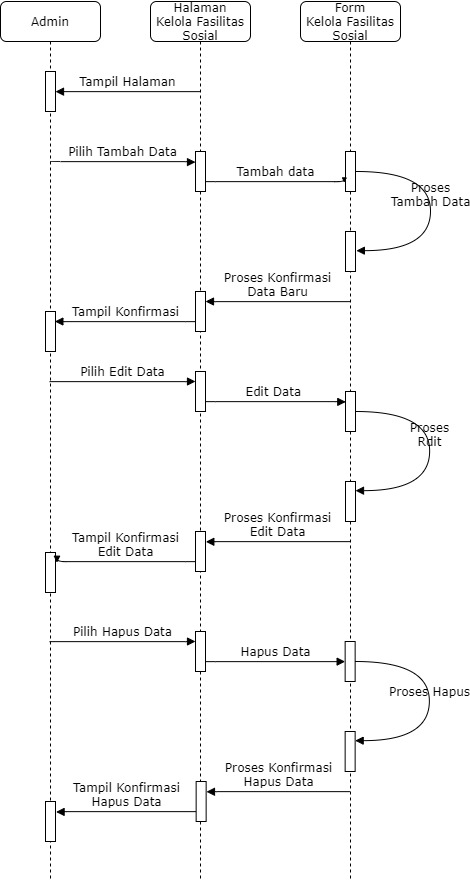 Admin
Halaman
Kelola Fasilitas
Sosial
Form
Kelola Fasilitas
Sosial
Tampil Halaman
Pilih Tambah Data
Tambah data
Proses
Tambah Data
Proses Konfirmasi
Data Baru
Tampil Konfirmasi
Pilih Edit Data
Edit Data
Proses
Rdit
Proses Konfirmasi
Edit Data
Tampil Konfirmasi
Edit Data
Pilih Hapus Data
Hapus Data
Proses Hapus
Proses Konfirmasi
Hapus Data
Tampil Konfirmasi
Hapus Data